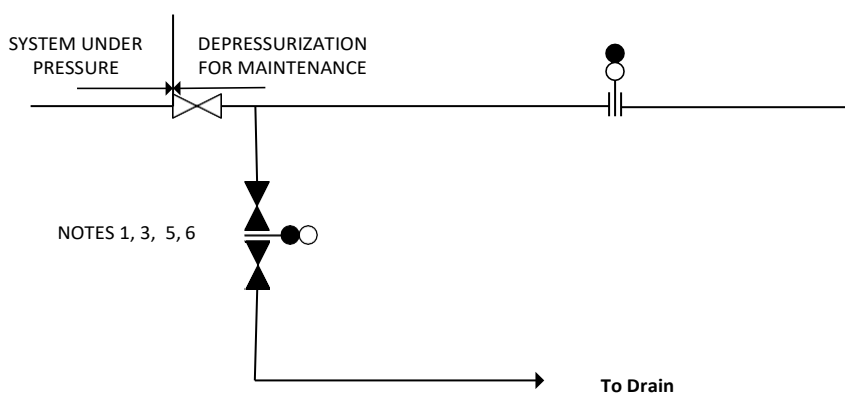 SYSTEM UNDER
PRESSURE
DEPRESSURIZATION
FOR MAINTENANCE
NOTES 1, 3,  5, 6
To Drain